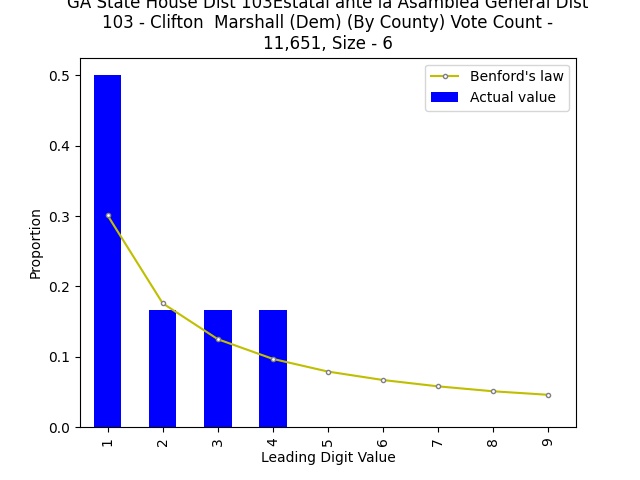 GA State House Dist 103Estatal ante la Asamblea General Dist
103 - Clifton  Marshall (Dem) (By County) Vote Count -
11,651, Size - 6
Benford's law
Actual value
0.5
0.4
0.3
0.2
0.1
0.0
Proportion
1 2 3 4 5 6 7 8 9
Leading Digit Value